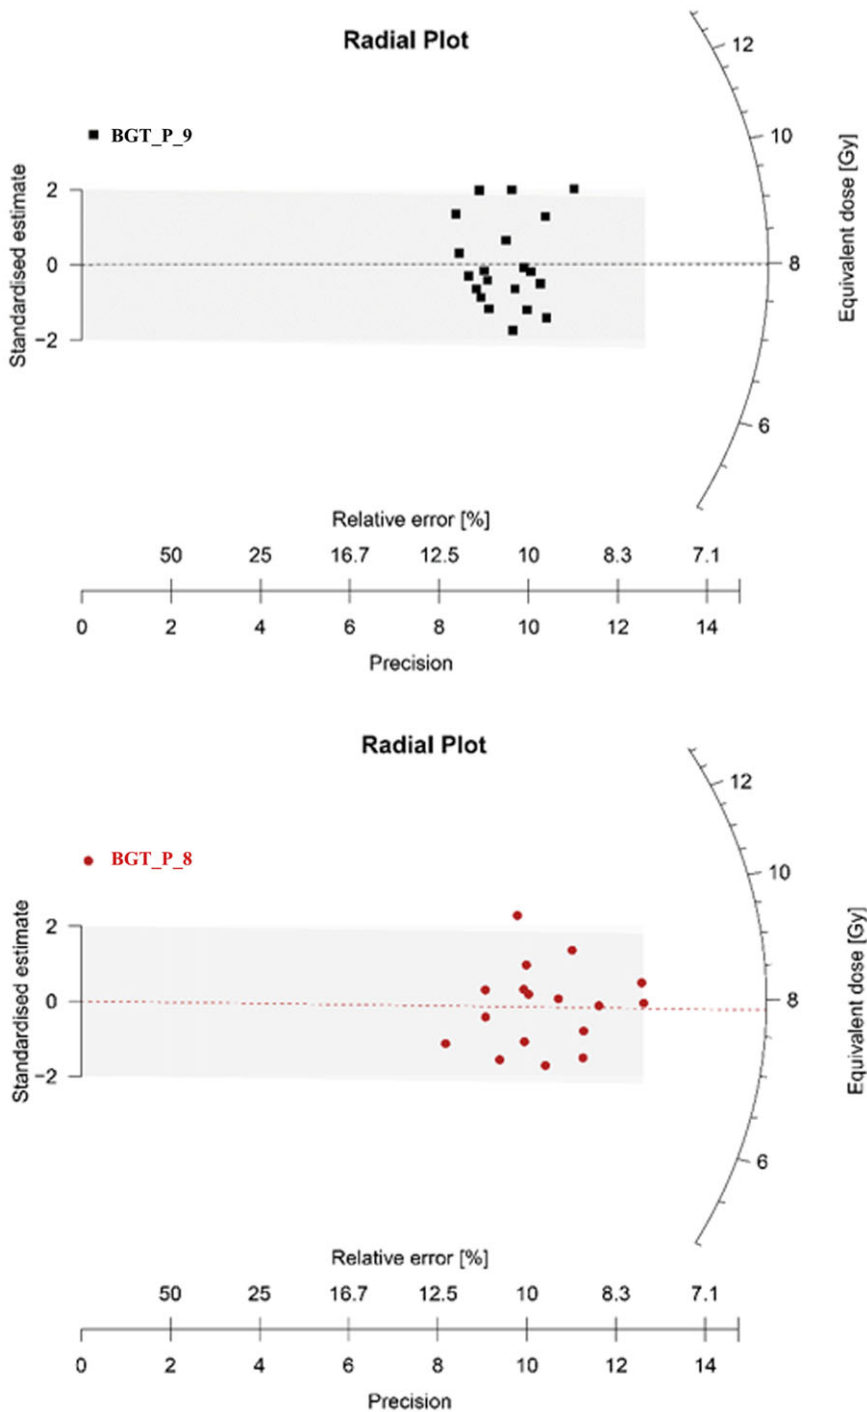 Radial Plot
12
BGT_P_9
10
2
0
−2
Standardised estimate
8
6
Equivalent dose [Gy]
Relative error [%]
50 25 16.7 12.5 10 8.3 7.1
0 2 4 6 8 10 12 14
Precision
Radial Plot
12
BGT_P_8
10
2
0
−2
Standardised estimate
8
6
Equivalent dose [Gy]
Relative error [%]
50 25 16.7 12.5 10 8.3 7.1
0 2 4 6 8 10 12 14
Precision